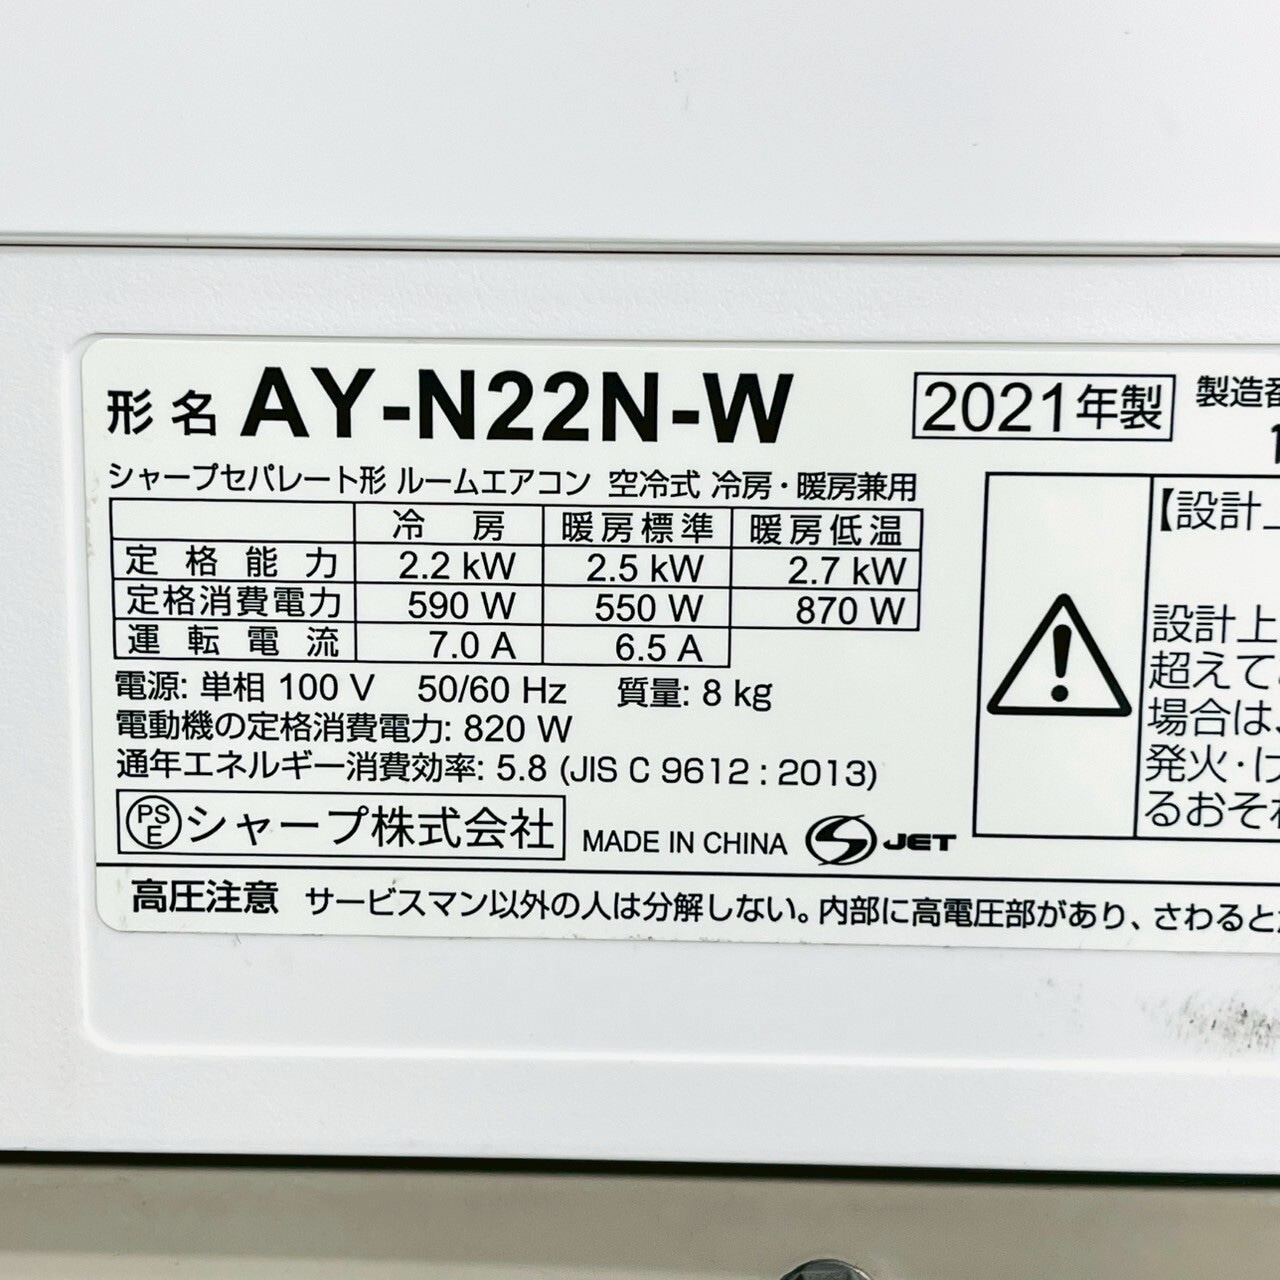 形名 AY-N22N-W 2021年製 製造番
シャープセパレート形 ルームエアコン 空冷式 冷房・暖房兼用
冷房 暖房標準 暖房低温
定格能力 2.2 kW 2.5 kW 2.7 kW
定格消費電力 590 W 550 W 870 W
運転電流 7.0 A 6.5 A
電源: 単相 100 V 50/60 Hz 質量: 8 kg
電動機の定格消費電力: 820 W
通年エネルギー消費効率: 5.8 (JIS C 9612 : 2013)
PSE シャープ株式会社 MADE IN CHINA S JET
【設計上
設計上
超えて
場合は、
発火・け
るおそれ
高圧注意 サービスマン以外の人は分解しない。内部に高電圧部があり、さわると